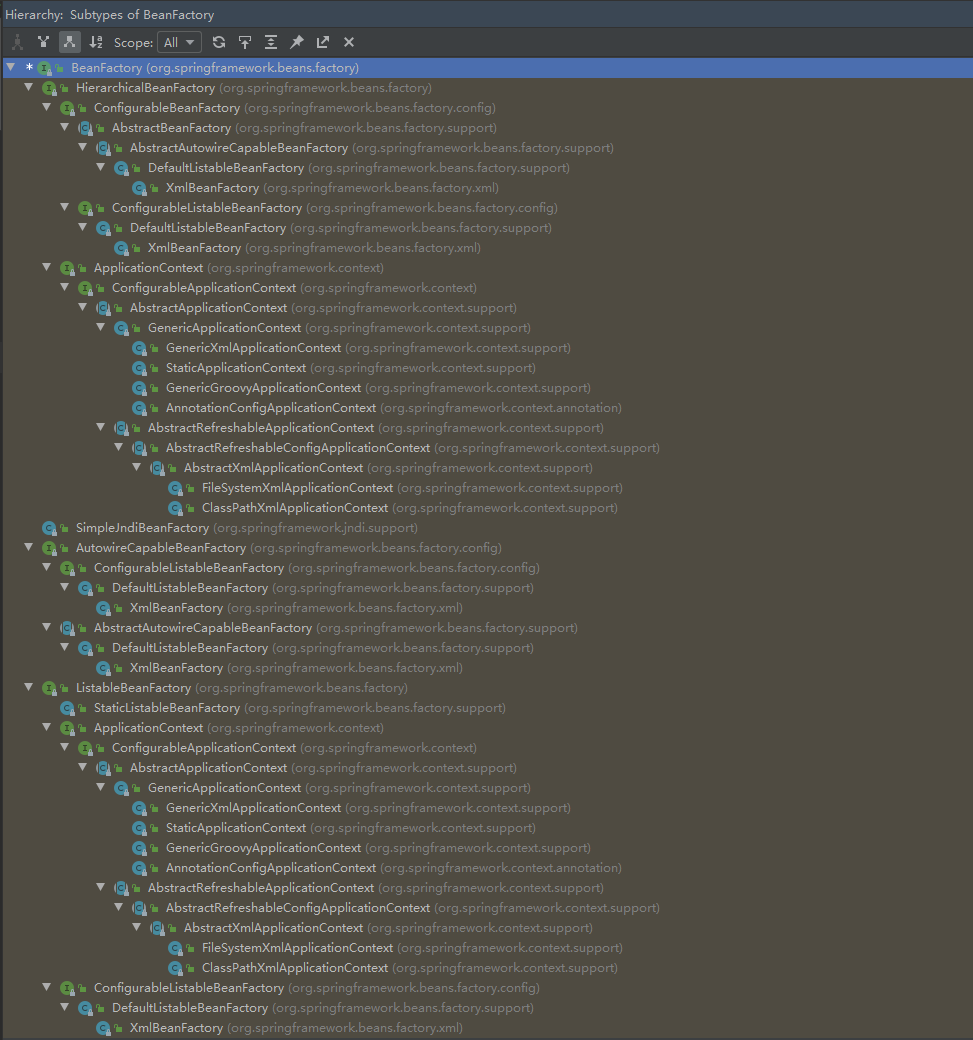 Hierarchy: Subtypes of BeanFactory
Scope: All
* BeanFactory (org.springframework.beans.factory)
HierarchicalBeanFactory (org.springframework.beans.factory)
ConfigurableBeanFactory (org.springframework.beans.factory.config)
AbstractBeanFactory (org.springframework.beans.factory.support)
AbstractAutowireCapableBeanFactory (org.springframework.beans.factory.support)
DefaultListableBeanFactory (org.springframework.beans.factory.support)
XmlBeanFactory (org.springframework.beans.factory.xml)
ConfigurableListableBeanFactory (org.springframework.beans.factory.config)
DefaultListableBeanFactory (org.springframework.beans.factory.support)
XmlBeanFactory (org.springframework.beans.factory.xml)
ApplicationContext (org.springframework.context)
ConfigurableApplicationContext (org.springframework.context)
AbstractApplicationContext (org.springframework.context.support)
GenericApplicationContext (org.springframework.context.support)
GenericXmlApplicationContext (org.springframework.context.support)
StaticApplicationContext (org.springframework.context.support)
GenericGroovyApplicationContext (org.springframework.context.support)
AnnotationConfigApplicationContext (org.springframework.context.annotation)
AbstractRefreshableApplicationContext (org.springframework.context.support)
AbstractRefreshableConfigApplicationContext (org.springframework.context.support)
AbstractXmlApplicationContext (org.springframework.context.support)
FileSystemXmlApplicationContext (org.springframework.context.support)
ClassPathXmlApplicationContext (org.springframework.context.support)
SimpleJndiBeanFactory (org.springframework.jndi.support)
AutowireCapableBeanFactory (org.springframework.beans.factory.config)
ConfigurableListableBeanFactory (org.springframework.beans.factory.config)
DefaultListableBeanFactory (org.springframework.beans.factory.support)
XmlBeanFactory (org.springframework.beans.factory.xml)
AbstractAutowireCapableBeanFactory (org.springframework.beans.factory.support)
DefaultListableBeanFactory (org.springframework.beans.factory.support)
XmlBeanFactory (org.springframework.beans.factory.xml)
ListableBeanFactory (org.springframework.beans.factory)
StaticListableBeanFactory (org.springframework.beans.factory.support)
ApplicationContext (org.springframework.context)
ConfigurableApplicationContext (org.springframework.context)
AbstractApplicationContext (org.springframework.context.support)
GenericApplicationContext (org.springframework.context.support)
GenericXmlApplicationContext (org.springframework.context.support)
StaticApplicationContext (org.springframework.context.support)
GenericGroovyApplicationContext (org.springframework.context.support)
AnnotationConfigApplicationContext (org.springframework.context.annotation)
AbstractRefreshableApplicationContext (org.springframework.context.support)
AbstractRefreshableConfigApplicationContext (org.springframework.context.support)
AbstractXmlApplicationContext (org.springframework.context.support)
FileSystemXmlApplicationContext (org.springframework.context.support)
ClassPathXmlApplicationContext (org.springframework.context.support)
ConfigurableListableBeanFactory (org.springframework.beans.factory.config)
DefaultListableBeanFactory (org.springframework.beans.factory.support)
XmlBeanFactory (org.springframework.beans.factory.xml)